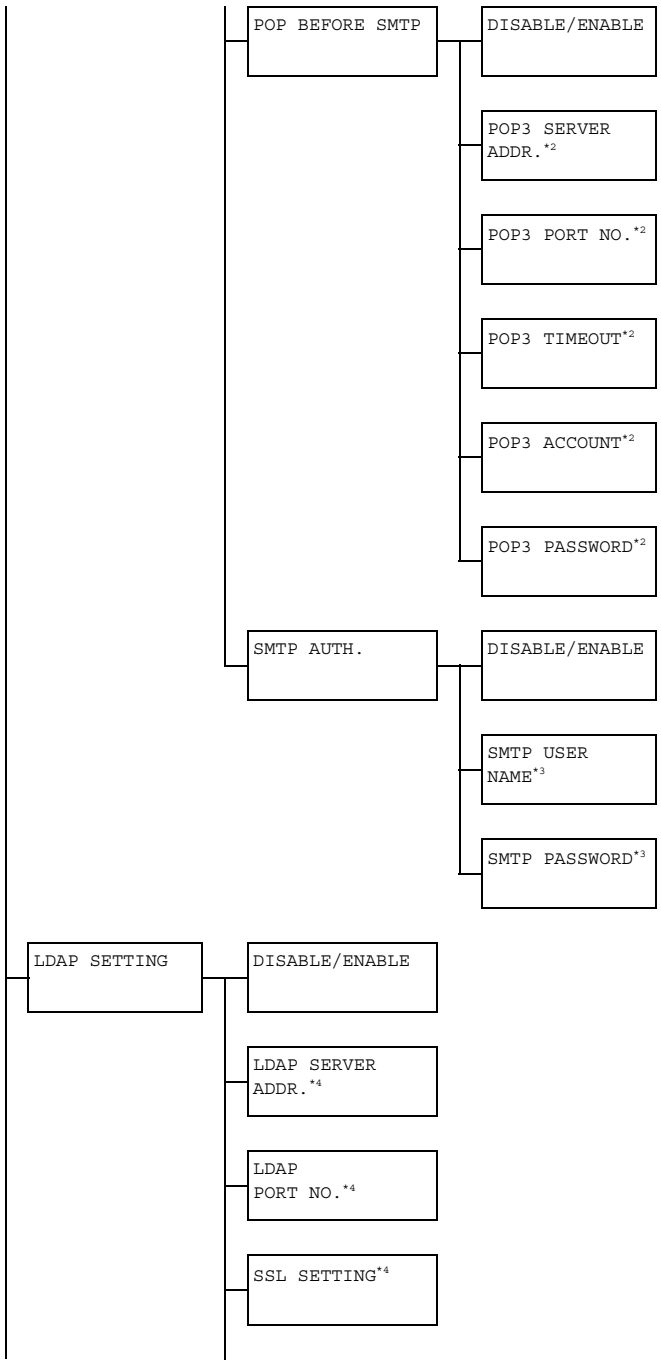 POP BEFORE SMTP
DISABLE/ENABLE
POP3 SERVER
ADDR.*2
POP3 PORT NO.*2
POP3 TIMEOUT*2
POP3 ACCOUNT*2
POP3 PASSWORD*2
SMTP AUTH.
DISABLE/ENABLE
SMTP USER
NAME*3
SMTP PASSWORD*3
LDAP SETTING
DISABLE/ENABLE
LDAP SERVER
ADDR.*4
LDAP
PORT NO.*4
SSL SETTING*4